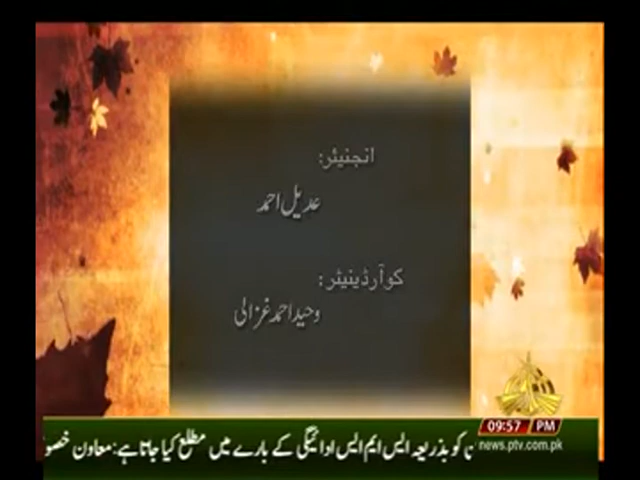 انجنیئر:
عدیل احمد
کوآرڈینیٹر:
وحید احمد غزالی
09:57 PM
news.ptv.com.pk
کو بذریعہ ایس ایم ایس ادائیگی کے بارے میں مطلع کیا جاتا ہے: معاون